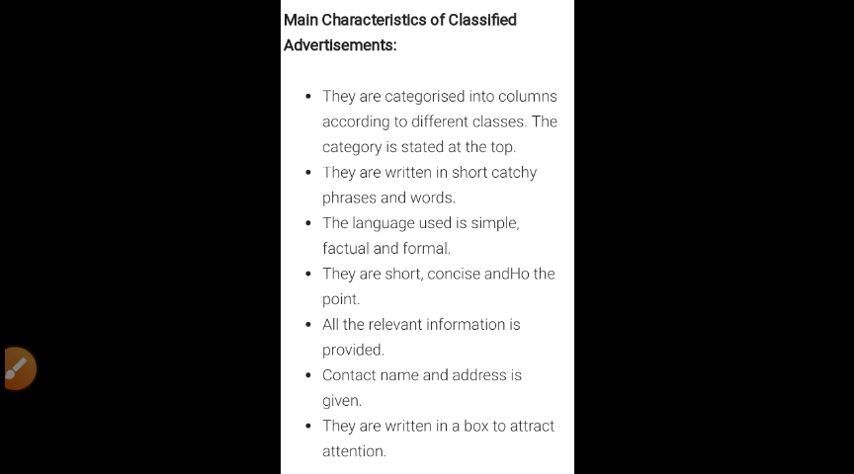 Main Characteristics of Classified
Advertisements:
• They are categorised into columns
according to different classes. The
category is stated at the top.
• They are written in short catchy
phrases and words.
• The language used is simple,
factual and formal.
• They are short, concise andHo the
point.
• All the relevant information is
provided.
• Contact name and address is
given.
• They are written in a box to attract
attention.